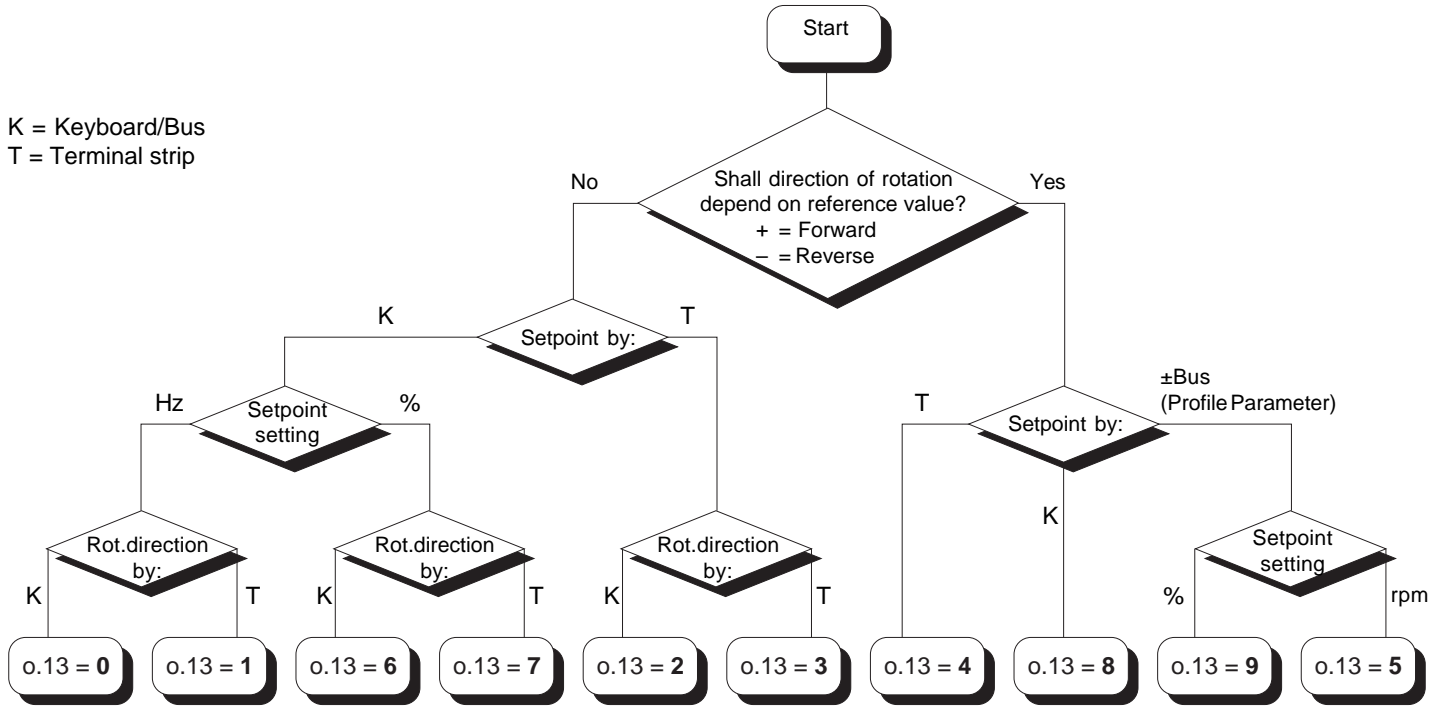 Start
K = Keyboard/Bus
T = Terminal strip
No
Shall direction of rotation
depend on reference value?
+ = Forward
– = Reverse
Yes
K
Setpoint by:
T
Hz
Setpoint
setting
%
T
Setpoint by:
±Bus
(Profile Parameter)
K
Rot.direction
by:
K
T
Rot.direction
by:
K
T
Rot.direction
by:
K
T
Setpoint
setting
%
rpm
o.13 = 0
o.13 = 1
o.13 = 6
o.13 = 7
o.13 = 2
o.13 = 3
o.13 = 4
o.13 = 8
o.13 = 9
o.13 = 5